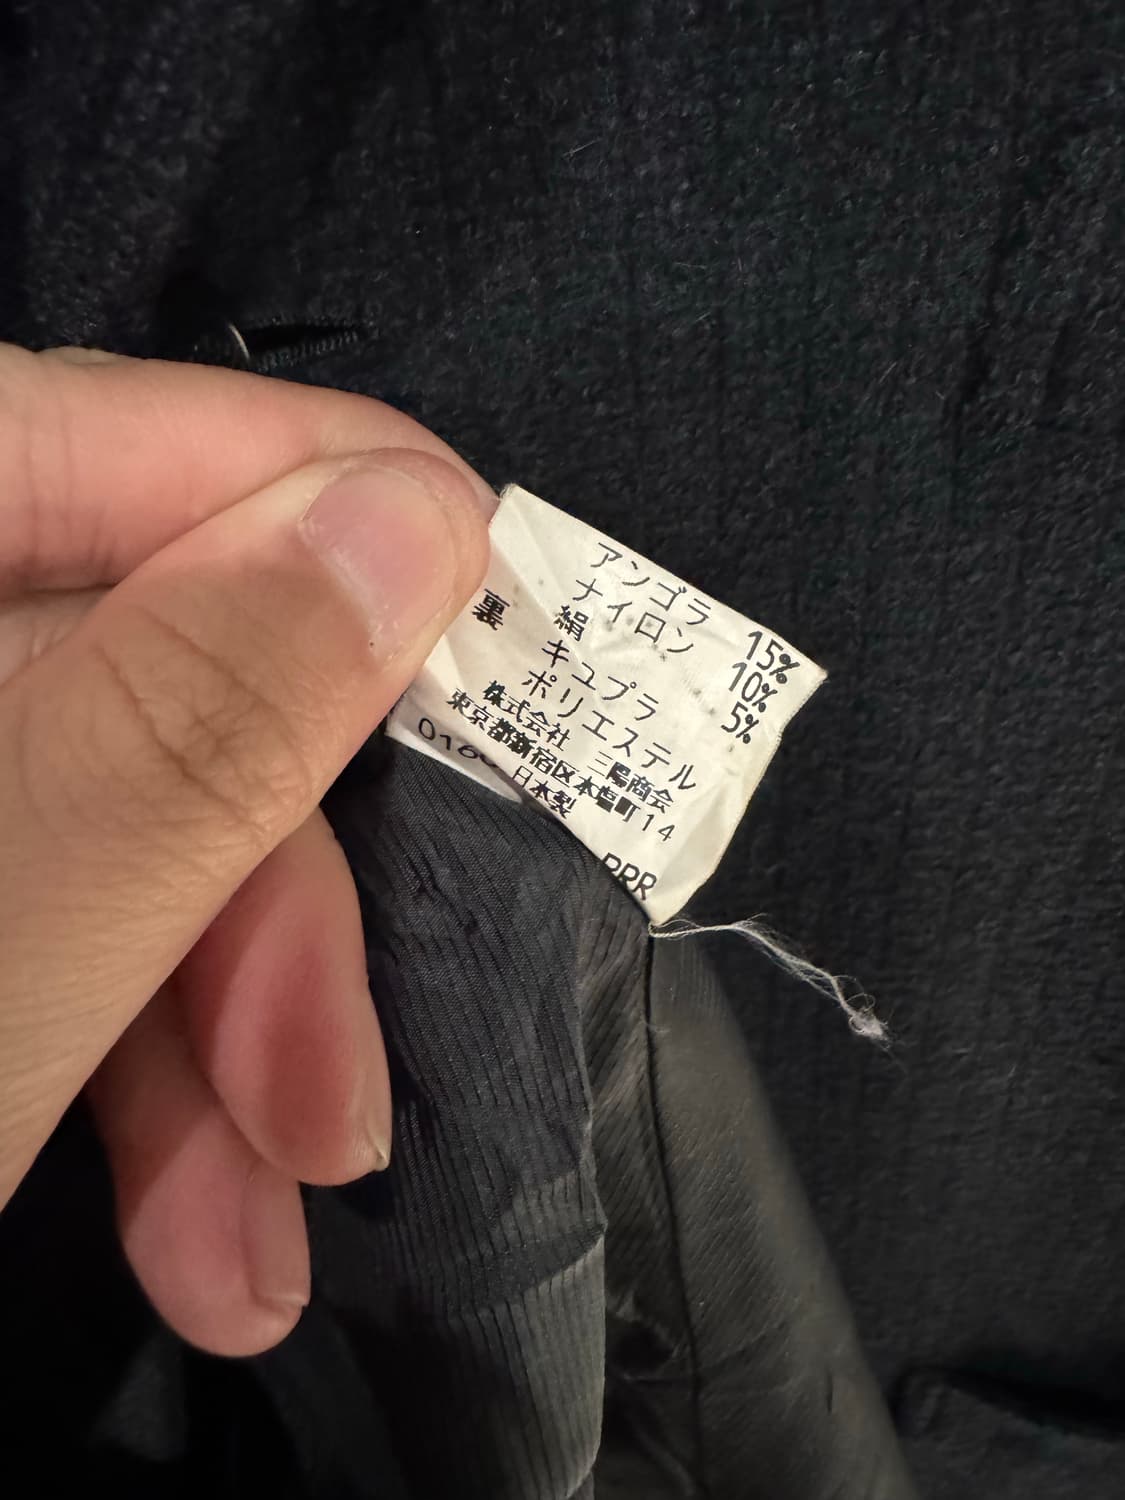 アンゴラ 15%
ナイロン 10%
絹 5%
裏 キュプラ
ポリエステル
株式会社 三陽商会
東京都新宿区本塩町14
日本製
RRR